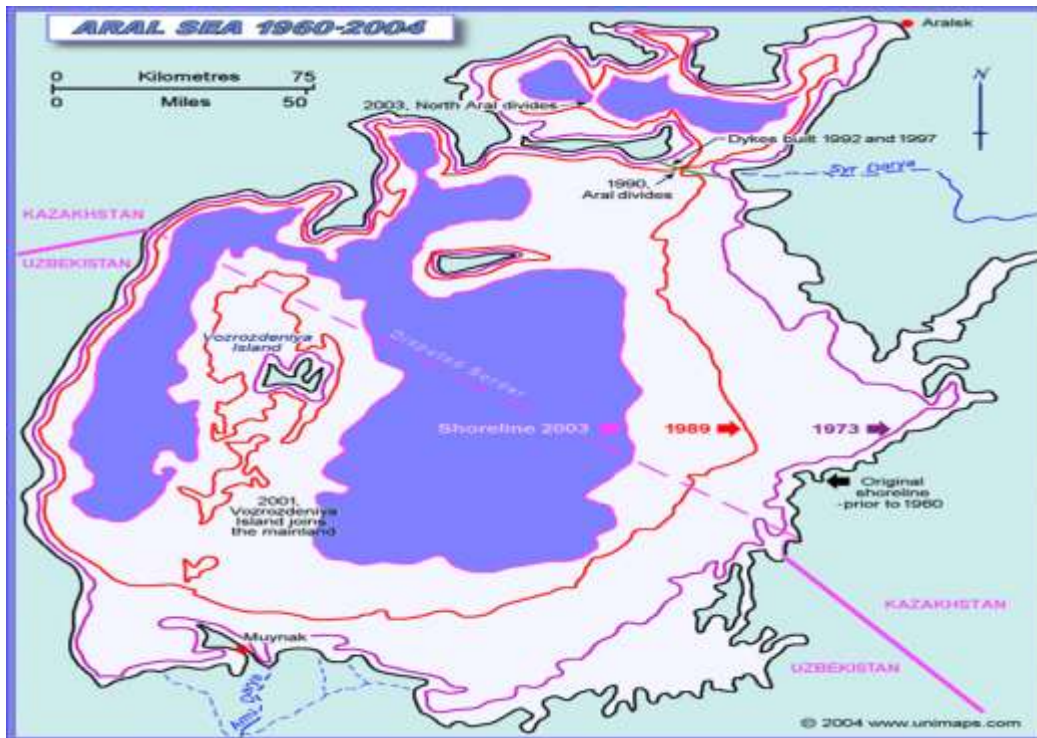 ARAL SEA 1960-2004
Aralsk
0 Kilometres 75
0 Miles 50
N
2003, North Aral divides
Dykes built 1992 and 1997
Syr Darya
1990,
Aral divides
KAZAKHSTAN
UZBEKISTAN
Vozrozdeniya
Island
Disputed Border
Shoreline 2003
1989
1973
Original
shoreline
-prior to 1960
2001,
Vozrozdeniya
Island joins
the mainland
KAZAKHSTAN
UZBEKISTAN
Muynak
Amu Darya
© 2004 www.unimaps.com